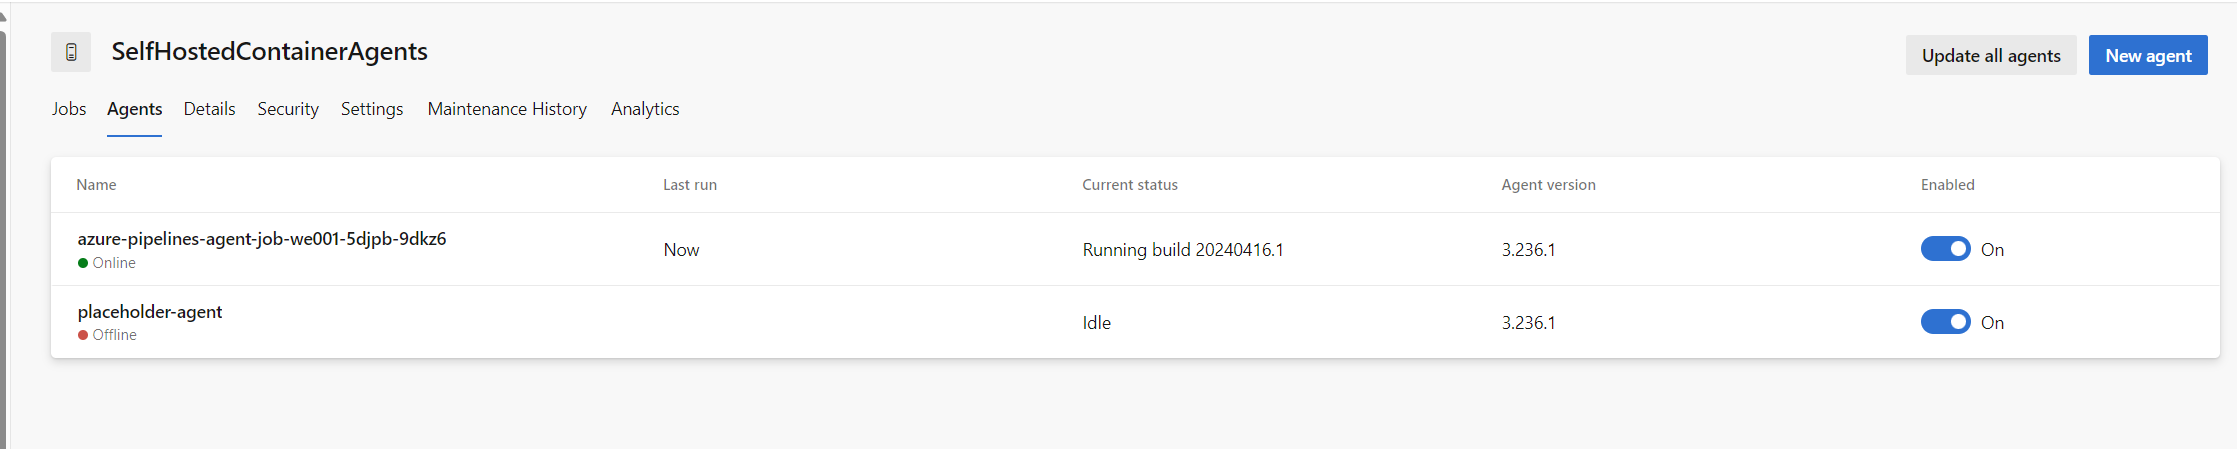 SelfHostedContainerAgents
Update all agents
New agent
Jobs Agents Details Security Settings Maintenance History Analytics
Name Last run Current status Agent version Enabled
azure-pipelines-agent-job-we001-5djpb-9dkz6
Online
Now Running build 20240416.1 3.236.1 On
placeholder-agent
Offline
Idle 3.236.1 On